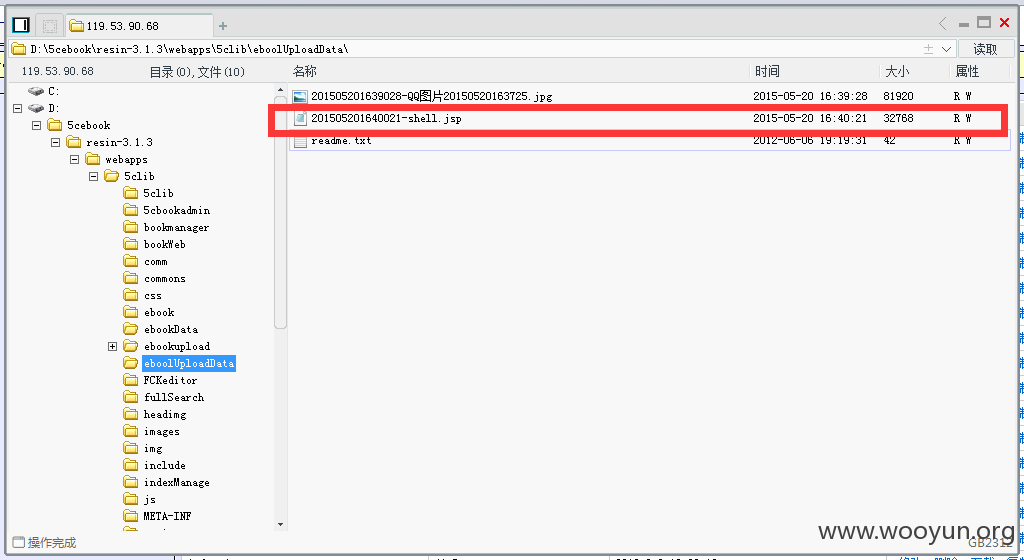 119.53.90.68
D:\5cebook\resin-3.1.3\webapps\5clib\eboolUploadData\
读取
119.53.90.68
目录(0),文件(10)
名称
时间
大小
属性
C:
D:
5cebook
resin-3.1.3
webapps
5clib
5clib
5cbookadmin
bookmanager
bookWeb
comm
commons
css
ebook
ebookData
ebookupload
eboolUploadData
FCKeditor
fullSearch
heading
images
img
include
indexManage
js
META-INF
201505201639028-QQ图片20150520163725.jpg 2015-05-20 16:39:28 81920 R W
201505201640021-shell.jsp 2015-05-20 16:40:21 32768 R W
readme.txt 2012-06-06 19:19:31 42 R W
操作完成
www.wooyun.org
GB2312